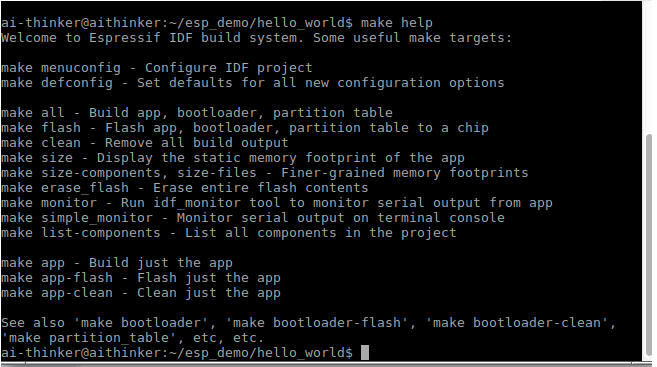 ai-thinker@aithinker:~/esp_demo/hello_world$ make help
Welcome to Espressif IDF build system. Some useful make targets:
make menuconfig - Configure IDF project
make defconfig - Set defaults for all new configuration options
make all - Build app, bootloader, partition table
make flash - Flash app, bootloader, partition table to a chip
make clean - Remove all build output
make size - Display the static memory footprint of the app
make size-components, size-files - Finer-grained memory footprints
make erase_flash - Erase entire flash contents
make monitor - Run idf_monitor tool to monitor serial output from app
make simple_monitor - Monitor serial output on terminal console
make list-components - List all components in the project
make app - Build just the app
make app-flash - Flash just the app
make app-clean - Clean just the app
See also 'make bootloader', 'make bootloader-flash', 'make bootloader-clean',
'make partition_table', etc, etc.
ai-thinker@aithinker:~/esp_demo/hello_world$